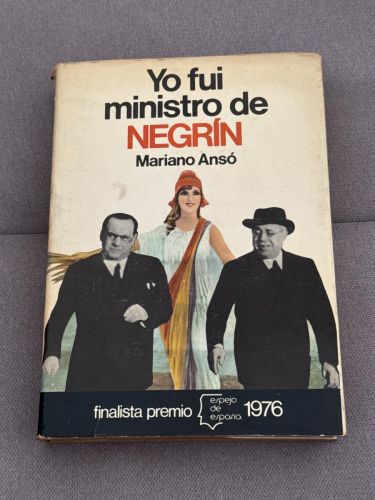 Yo fui
ministro de
NEGRÍN
Mariano Ansó
finalista premio espejo de españa 1976